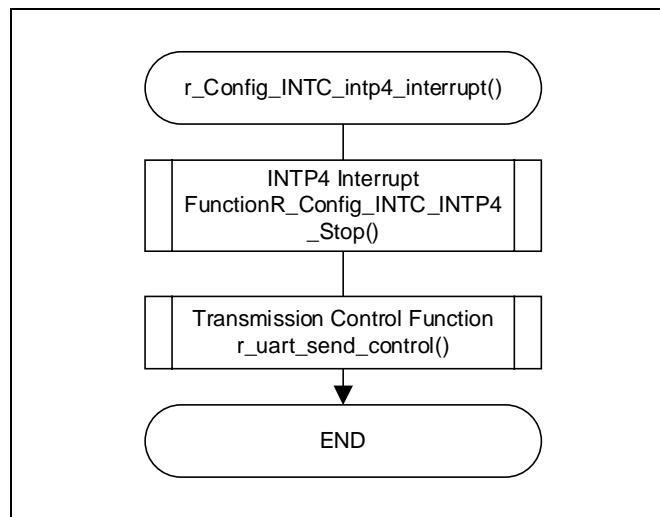 r_Config_INTC_intp4_interrupt()
INTP4 Interrupt
FunctionR_Config_INTC_INTP4
_Stop()
Transmission Control Function
r_uart_send_control()
END